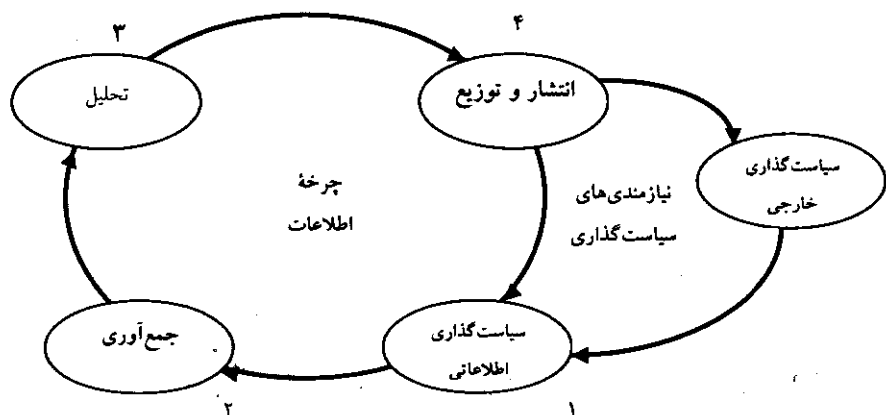 ۳
۴
تحلیل
انتشار و توزیع
سیاست‌گذاری
خارجی
چرخهٔ
اطلاعات
نیازمندی‌های
سیاست‌گذاری
جمع‌آوری
سیاست‌گذاری
اطلاعاتی
۲
۱